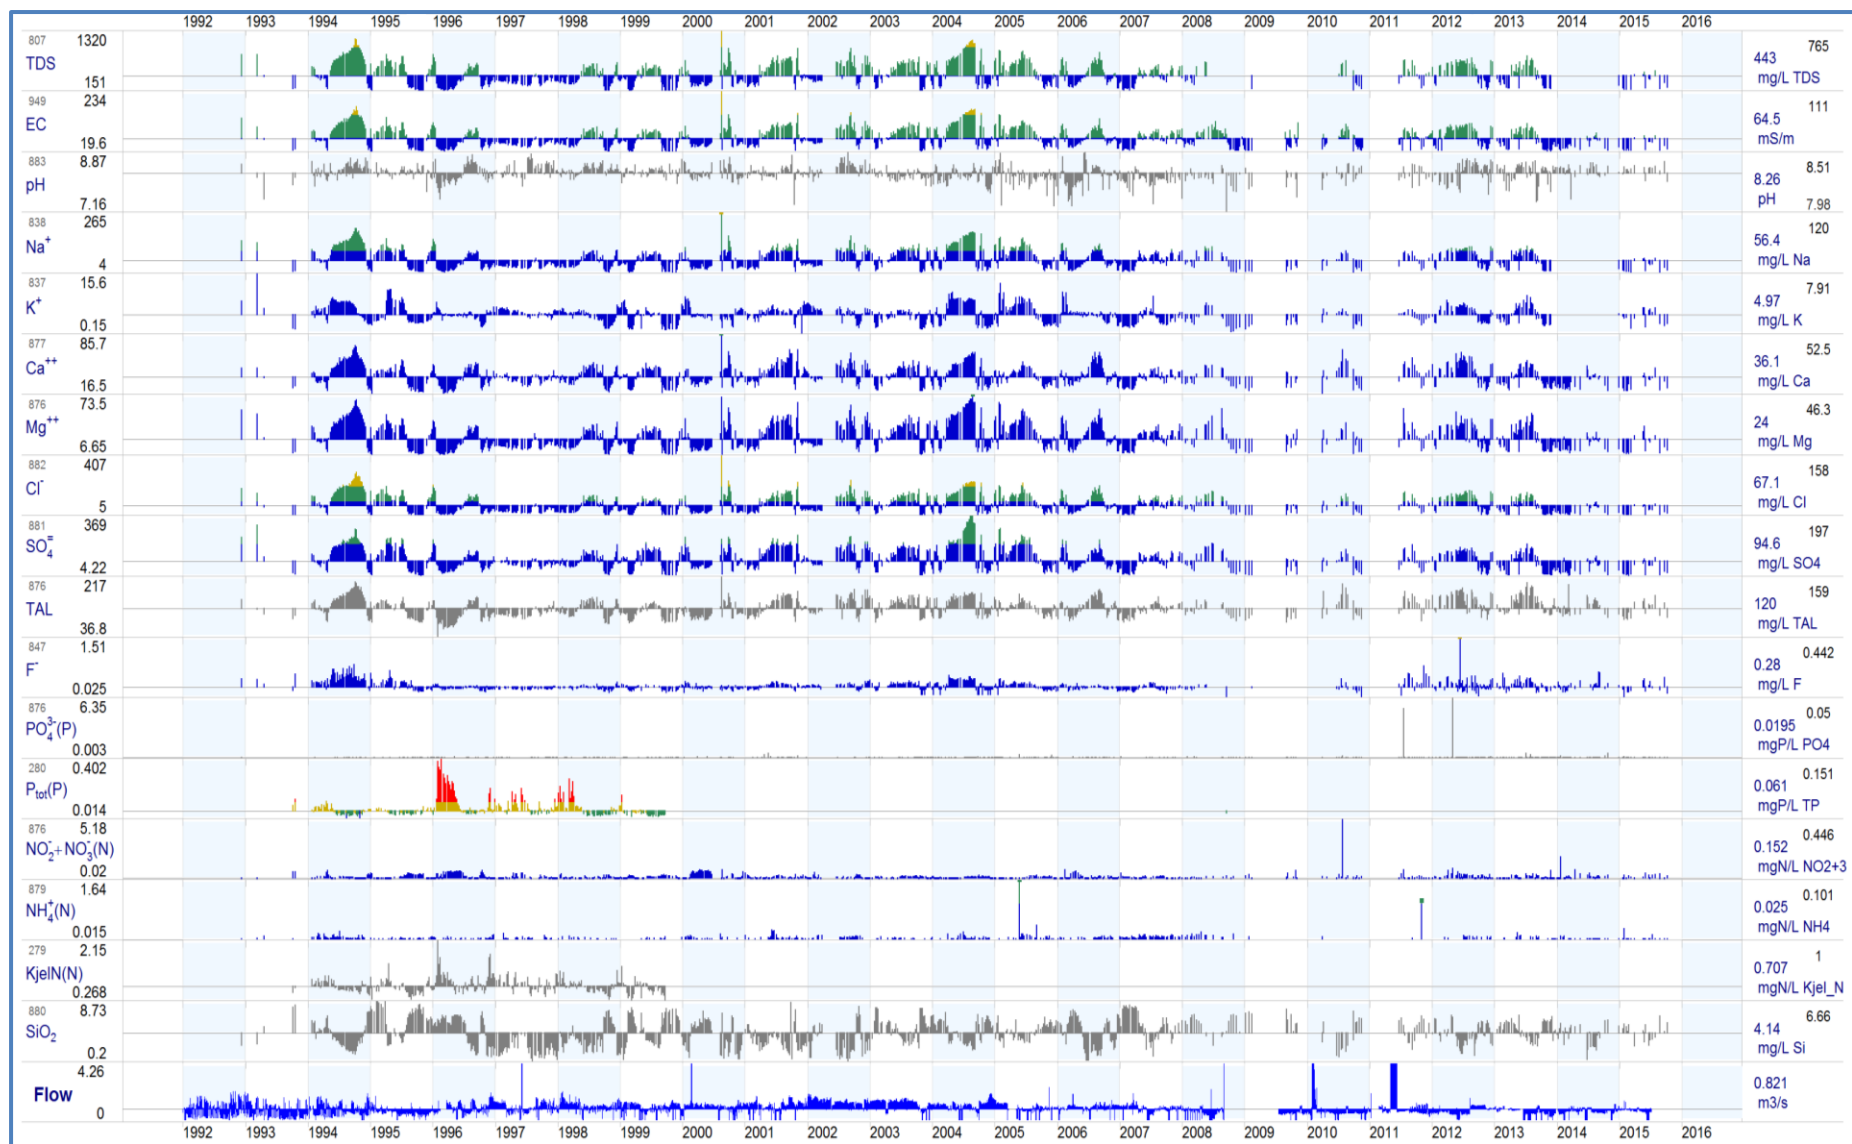 1992 1993 1994 1995 1996 1997 1998 1999 2000 2001 2002 2003 2004 2005 2006 2007 2008 2009 2010 2011 2012 2013 2014 2015 2016
807 1320 765
TDS 443
151 mg/L TDS
949 234 111
EC 64.5
19.6 mS/m
883 8.87 8.51
pH 8.26
7.16 pH 7.98
838 265 120
Na⁺ 56.4
4 mg/L Na
837 15.6 7.91
K⁺ 4.97
0.15 mg/L K
877 85.7 52.5
Ca⁺⁺ 36.1
16.5 mg/L Ca
876 73.5 46.3
Mg⁺⁺ 24
6.65 mg/L Mg
882 407 158
Cl⁻ 67.1
5 mg/L Cl
881 369 197
SO₄⁼ 94.6
4.22 mg/L SO4
876 217 159
TAL 120
36.8 mg/L TAL
847 1.51 0.442
F⁻ 0.28
0.025 mg/L F
876 6.35 0.05
PO₄³⁻(P) 0.0195
0.003 mgP/L PO4
280 0.402 0.151
Ptot(P) 0.061
0.014 mgP/L TP
876 5.18 0.446
NO₂⁻+NO₃⁻(N) 0.152
0.02 mgN/L NO2+3
879 1.64 0.101
NH₄⁺(N) 0.025
0.015 mgN/L NH4
279 2.15 1
KjelN(N) 0.707
0.268 mgN/L Kjel_N
880 8.73 6.66
SiO₂ 4.14
0.2 mg/L Si
4.26
Flow 0.821
0 m3/s
1992 1993 1994 1995 1996 1997 1998 1999 2000 2001 2002 2003 2004 2005 2006 2007 2008 2009 2010 2011 2012 2013 2014 2015 2016